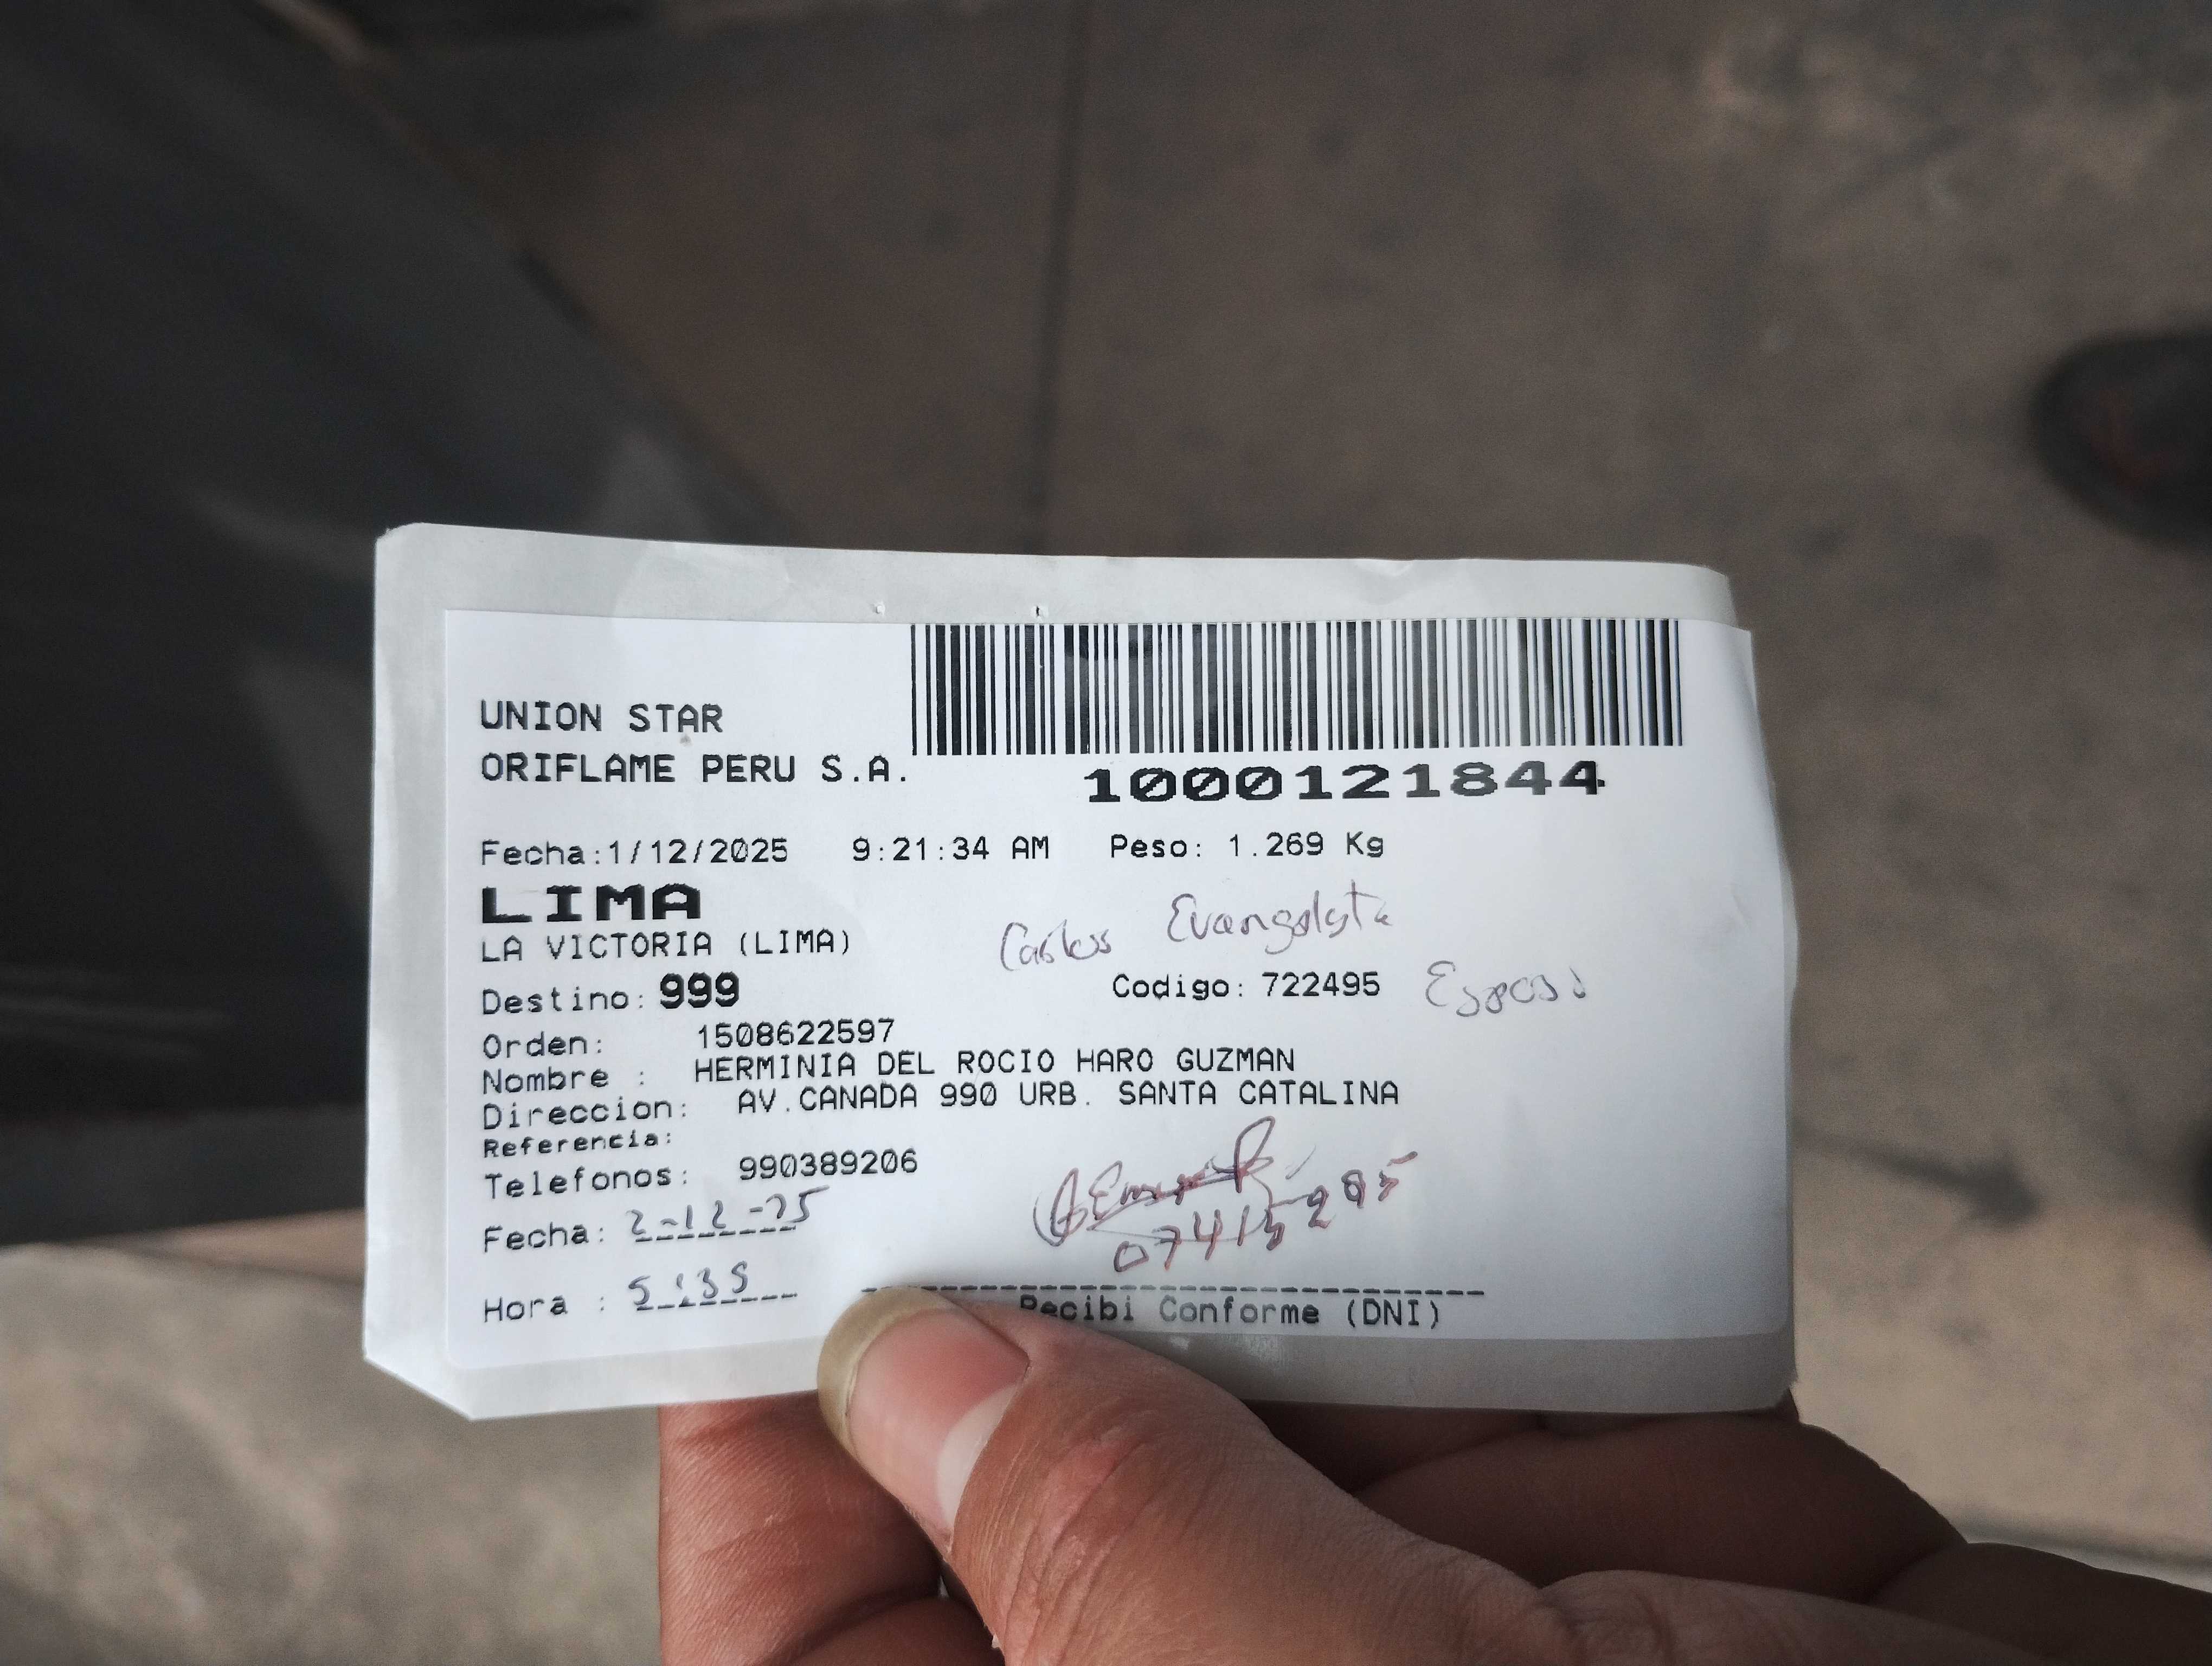 UNION STAR
ORIFLAME PERU S.A.
1000121844
Fecha:1/12/2025 9:21:34 AM Peso: 1.269 Kg
LIMA
LA VICTORIA (LIMA)
Carlos Evangelista
Destino: 999 Codigo: 722495 Esposo
Orden: 1508622597
Nombre : HERMINIA DEL ROCIO HARO GUZMAN
Direccion: AV.CANADA 990 URB. SANTA CATALINA
Referencia:
Telefonos: 990389206
Fecha: 2-12-25
Hora : 5:35
Recibi Conforme (DNI)